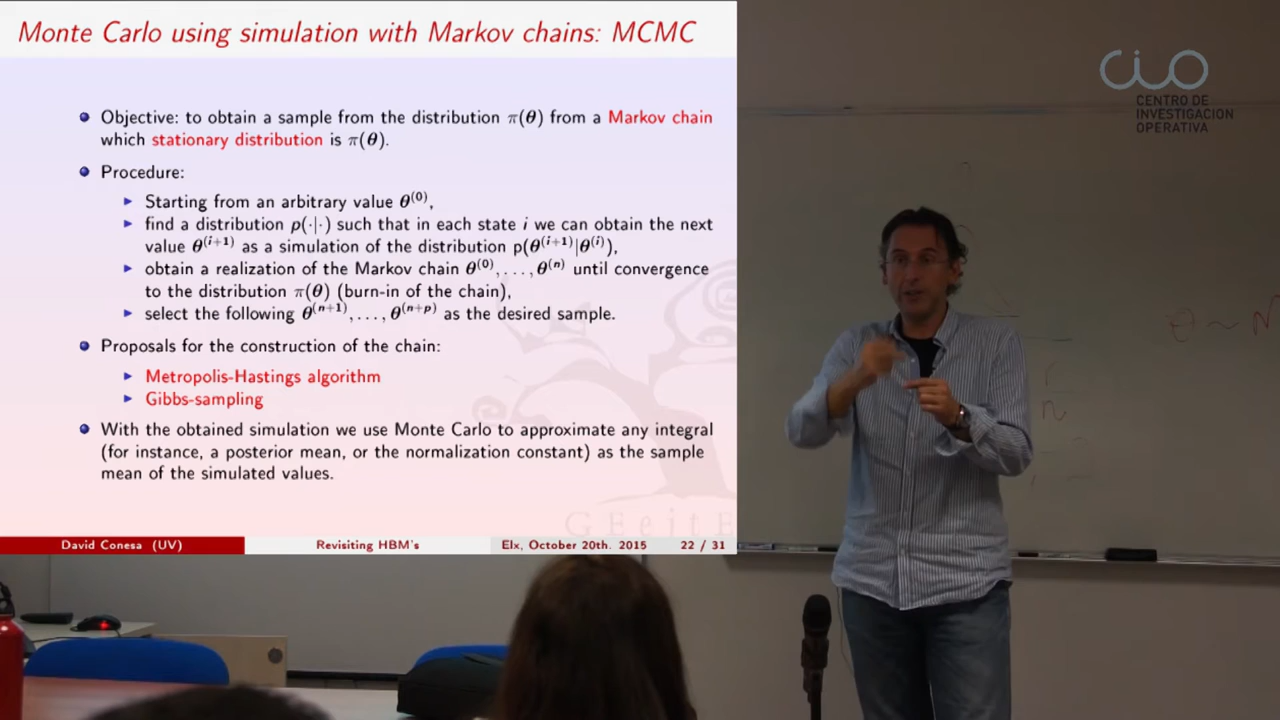 Monte Carlo using simulation with Markov chains: MCMC
Objective: to obtain a sample from the distribution π(θ) from a Markov chain
which stationary distribution is π(θ).
Procedure:
Starting from an arbitrary value θ⁽⁰⁾,
find a distribution p(·|·) such that in each state i we can obtain the next
value θ⁽ⁱ⁺¹⁾ as a simulation of the distribution p(θ⁽ⁱ⁺¹⁾|θ⁽ⁱ⁾),
obtain a realization of the Markov chain θ⁽⁰⁾, . . . , θ⁽ⁿ⁾ until convergence
to the distribution π(θ) (burn-in of the chain),
select the following θ⁽ⁿ⁺¹⁾, . . . , θ⁽ⁿ⁺ᵖ⁾ as the desired sample.
Proposals for the construction of the chain:
Metropolis-Hastings algorithm
Gibbs-sampling
With the obtained simulation we use Monte Carlo to approximate any integral
(for instance, a posterior mean, or the normalization constant) as the sample
mean of the simulated values.
GEeitE
David Conesa (UV) Revisiting HBM's Elx, October 20th. 2015 22 / 31
CIO
CENTRO DE
INVESTIGACION
OPERATIVA
θ ~ N